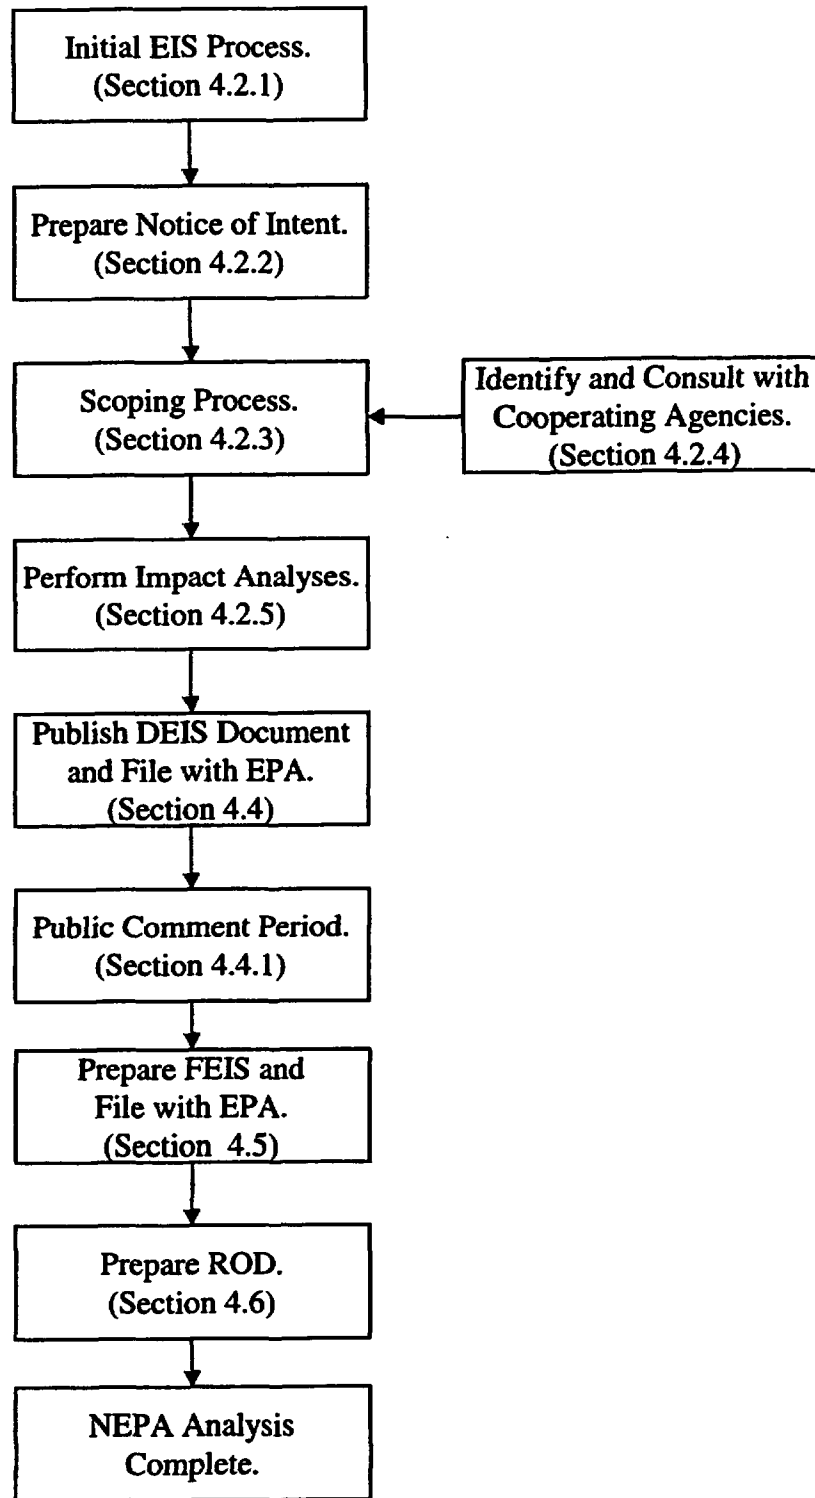 Initial EIS Process.
(Section 4.2.1)
Prepare Notice of Intent.
(Section 4.2.2)
Scoping Process.
(Section 4.2.3)
Identify and Consult with
Cooperating Agencies.
(Section 4.2.4)
Perform Impact Analyses.
(Section 4.2.5)
Publish DEIS Document
and File with EPA.
(Section 4.4)
Public Comment Period.
(Section 4.4.1)
Prepare FEIS and
File with EPA.
(Section 4.5)
Prepare ROD.
(Section 4.6)
NEPA Analysis
Complete.